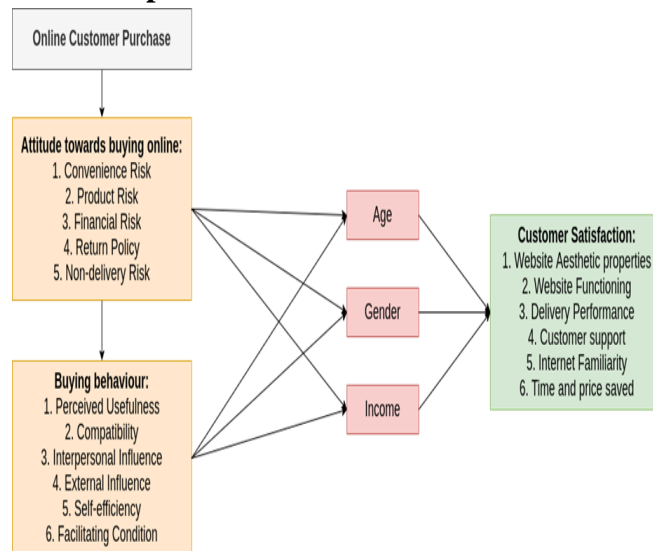 Online Customer Purchase
Attitude towards buying online:
1. Convenience Risk
2. Product Risk
3. Financial Risk
4. Return Policy
5. Non-delivery Risk
Buying behaviour:
1. Perceived Usefulness
2. Compatibility
3. Interpersonal Influence
4. External Influence
5. Self-efficiency
6. Facilitating Condition
Age
Gender
Income
Customer Satisfaction:
1. Website Aesthetic properties
2. Website Functioning
3. Delivery Performance
4. Customer support
5. Internet Familiarity
6. Time and price saved